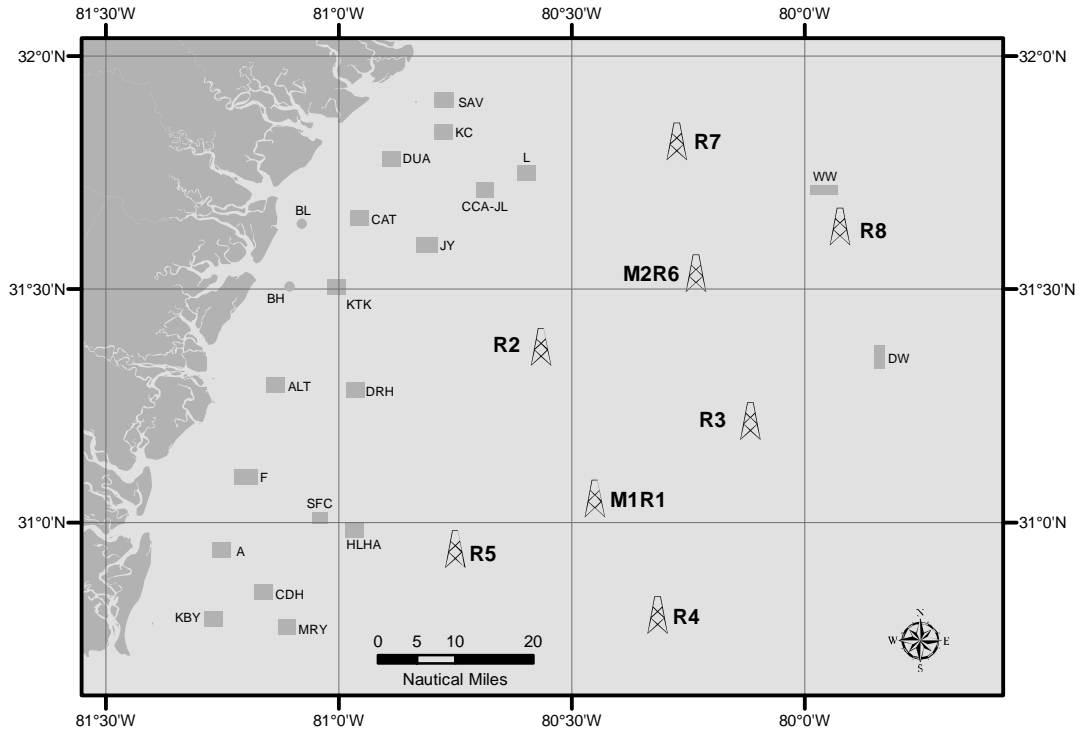 81°30'W 81°0'W 80°30'W 80°0'W
32°0'N 32°0'N
SAV
KC
R7
DUA
L
WW
CCA-JL
BL
CAT
R8
JY
M2R6
31°30'N 31°30'N
BH
KTK
R2
DW
ALT
DRH
R3
F
M1R1
SFC
31°0'N 31°0'N
HLHA
A
R5
CDH
KBY
R4
MRY
N
W E
S
0 5 10 20
Nautical Miles
81°30'W 81°0'W 80°30'W 80°0'W